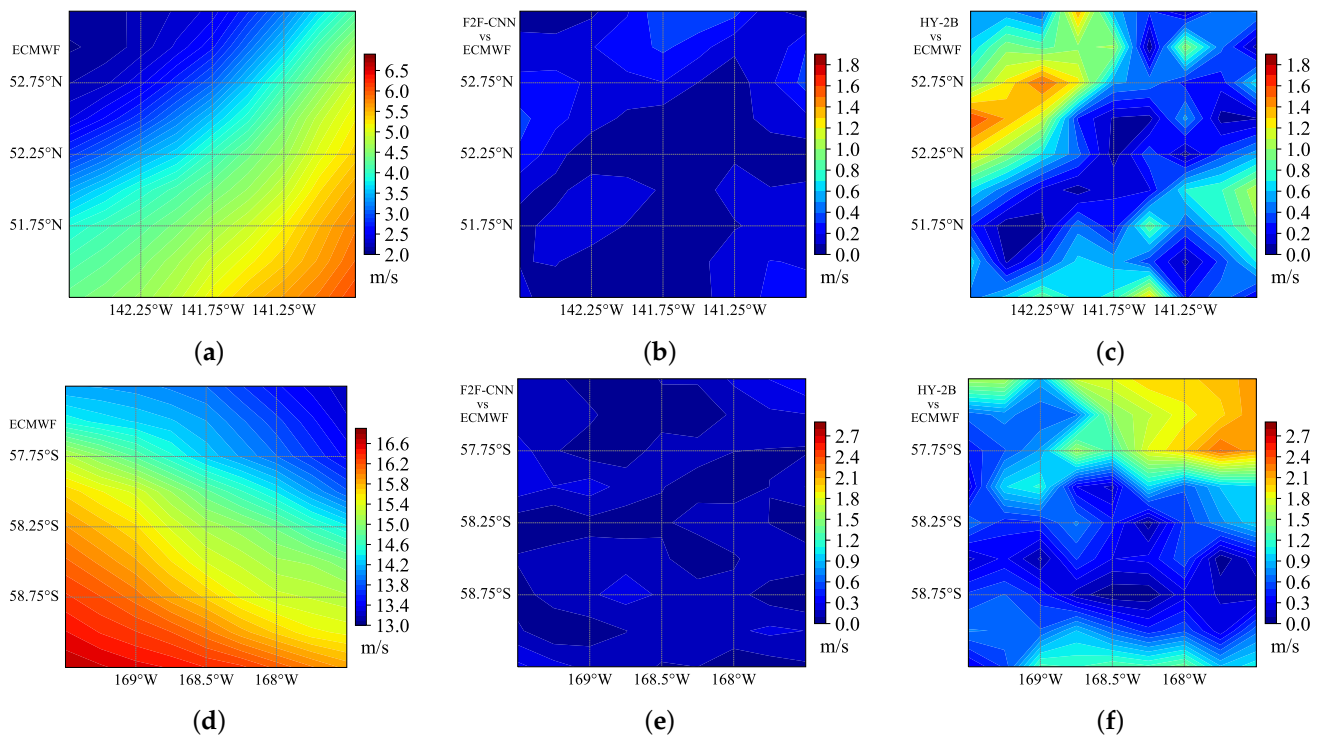 ECMWF
52.75°N
52.25°N
51.75°N
142.25°W 141.75°W 141.25°W
6.5
6.0
5.5
5.0
4.5
4.0
3.5
3.0
2.5
2.0
m/s
(a)
F2F-CNN
vs
ECMWF
52.75°N
52.25°N
51.75°N
142.25°W 141.75°W 141.25°W
1.8
1.6
1.4
1.2
1.0
0.8
0.6
0.4
0.2
0.0
m/s
(b)
HY-2B
vs
ECMWF
52.75°N
52.25°N
51.75°N
142.25°W 141.75°W 141.25°W
1.8
1.6
1.4
1.2
1.0
0.8
0.6
0.4
0.2
0.0
m/s
(c)
ECMWF
57.75°S
58.25°S
58.75°S
169°W 168.5°W 168°W
16.6
16.2
15.8
15.4
15.0
14.6
14.2
13.8
13.4
13.0
m/s
(d)
F2F-CNN
vs
ECMWF
57.75°S
58.25°S
58.75°S
169°W 168.5°W 168°W
2.7
2.4
2.1
1.8
1.5
1.2
0.9
0.6
0.3
0.0
m/s
(e)
HY-2B
vs
ECMWF
57.75°S
58.25°S
58.75°S
169°W 168.5°W 168°W
2.7
2.4
2.1
1.8
1.5
1.2
0.9
0.6
0.3
0.0
m/s
(f)